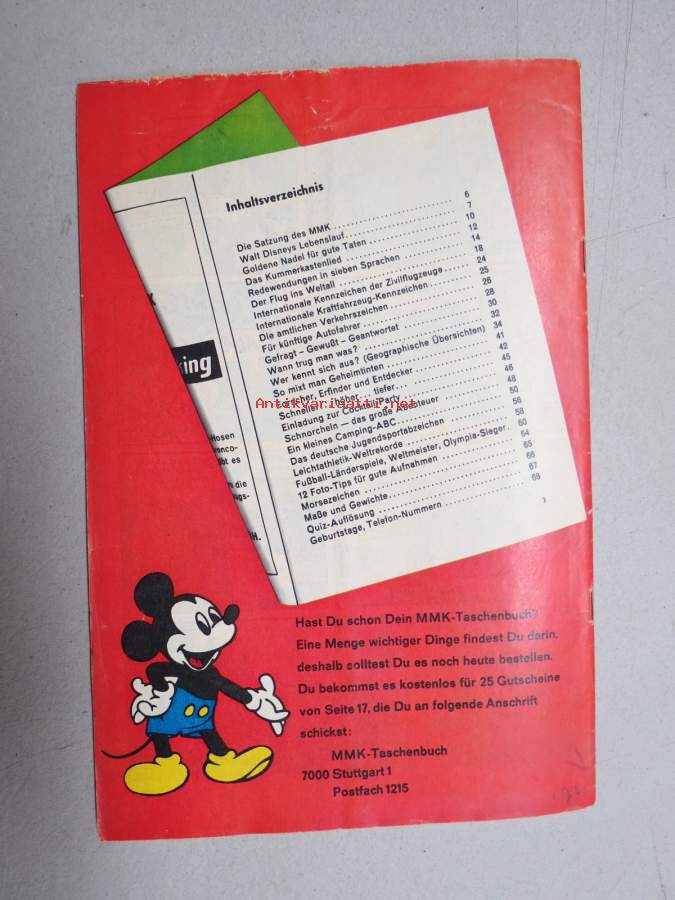 Inhaltsverzeichnis
Die Satzung des MMK ........ 6
Walt Disneys Lebenslauf ........ 7
Goldene Nadel für gute Taten ........ 10
Das Kummerkastenlied ........ 12
Redewendungen in sieben Sprachen ........ 14
Der Flug ins Weltall ........ 18
Internationale Kennzeichen der Zivilflugzeuge ........ 24
Internationale Kraftfahrzeug-Kennzeichen ........ 25
Die amtlichen Verkehrszeichen ........ 26
Für künftige Autofahrer ........ 28
Gefragt – Gewußt – Geantwortet ........ 30
Wann trug man was? ........ 32
Wer kennt sich aus? (Geographische Übersichten) 34
So mixt man Geheimtinten ........ 41
Forscher, Erfinder und Entdecker ........ 42
Schneller – höher – tiefer ........ 45
Einladung zur Cocktail-Party ........ 46
Schnorcheln — das große Abenteuer ........ 48
Ein kleines Camping-ABC ........ 50
Das deutsche Jugendsportabzeichen ........ 56
Leichtathletik-Weltrekorde ........ 58
Fußball-Länderspiele, Weltmeister, Olympia-Sieger . 60
12 Foto-Tips für gute Aufnahmen ........ 64
Morsezeichen ........ 65
Maße und Gewichte ........ 66
Quiz-Auflösung ........ 67
Geburtstage, Telefon-Nummern ........ 68
3
king
Hosen
onco-
bt es
die
ngs-
H.
Antikvariaatti.net
Hast Du schon Dein MMK-Taschenbuch?
Eine Menge wichtiger Dinge findest Du darin,
deshalb solltest Du es noch heute bestellen.
Du bekommst es kostenlos für 25 Gutscheine
von Seite 17, die Du an folgende Anschrift
schickst:
MMK-Taschenbuch
7000 Stuttgart 1
Postfach 1215